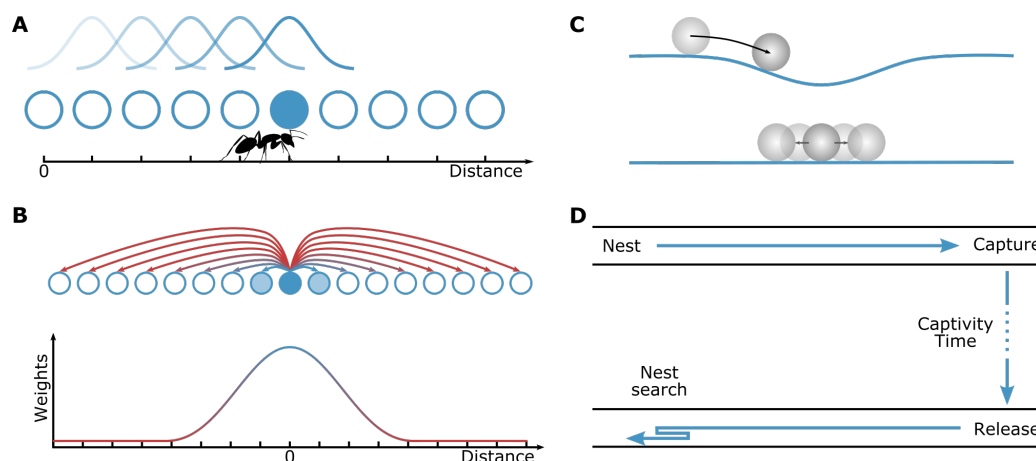 A
0
Distance
B
Weights
0
Distance
C
D
Nest
Capture
Captivity
Time
Nest
search
Release